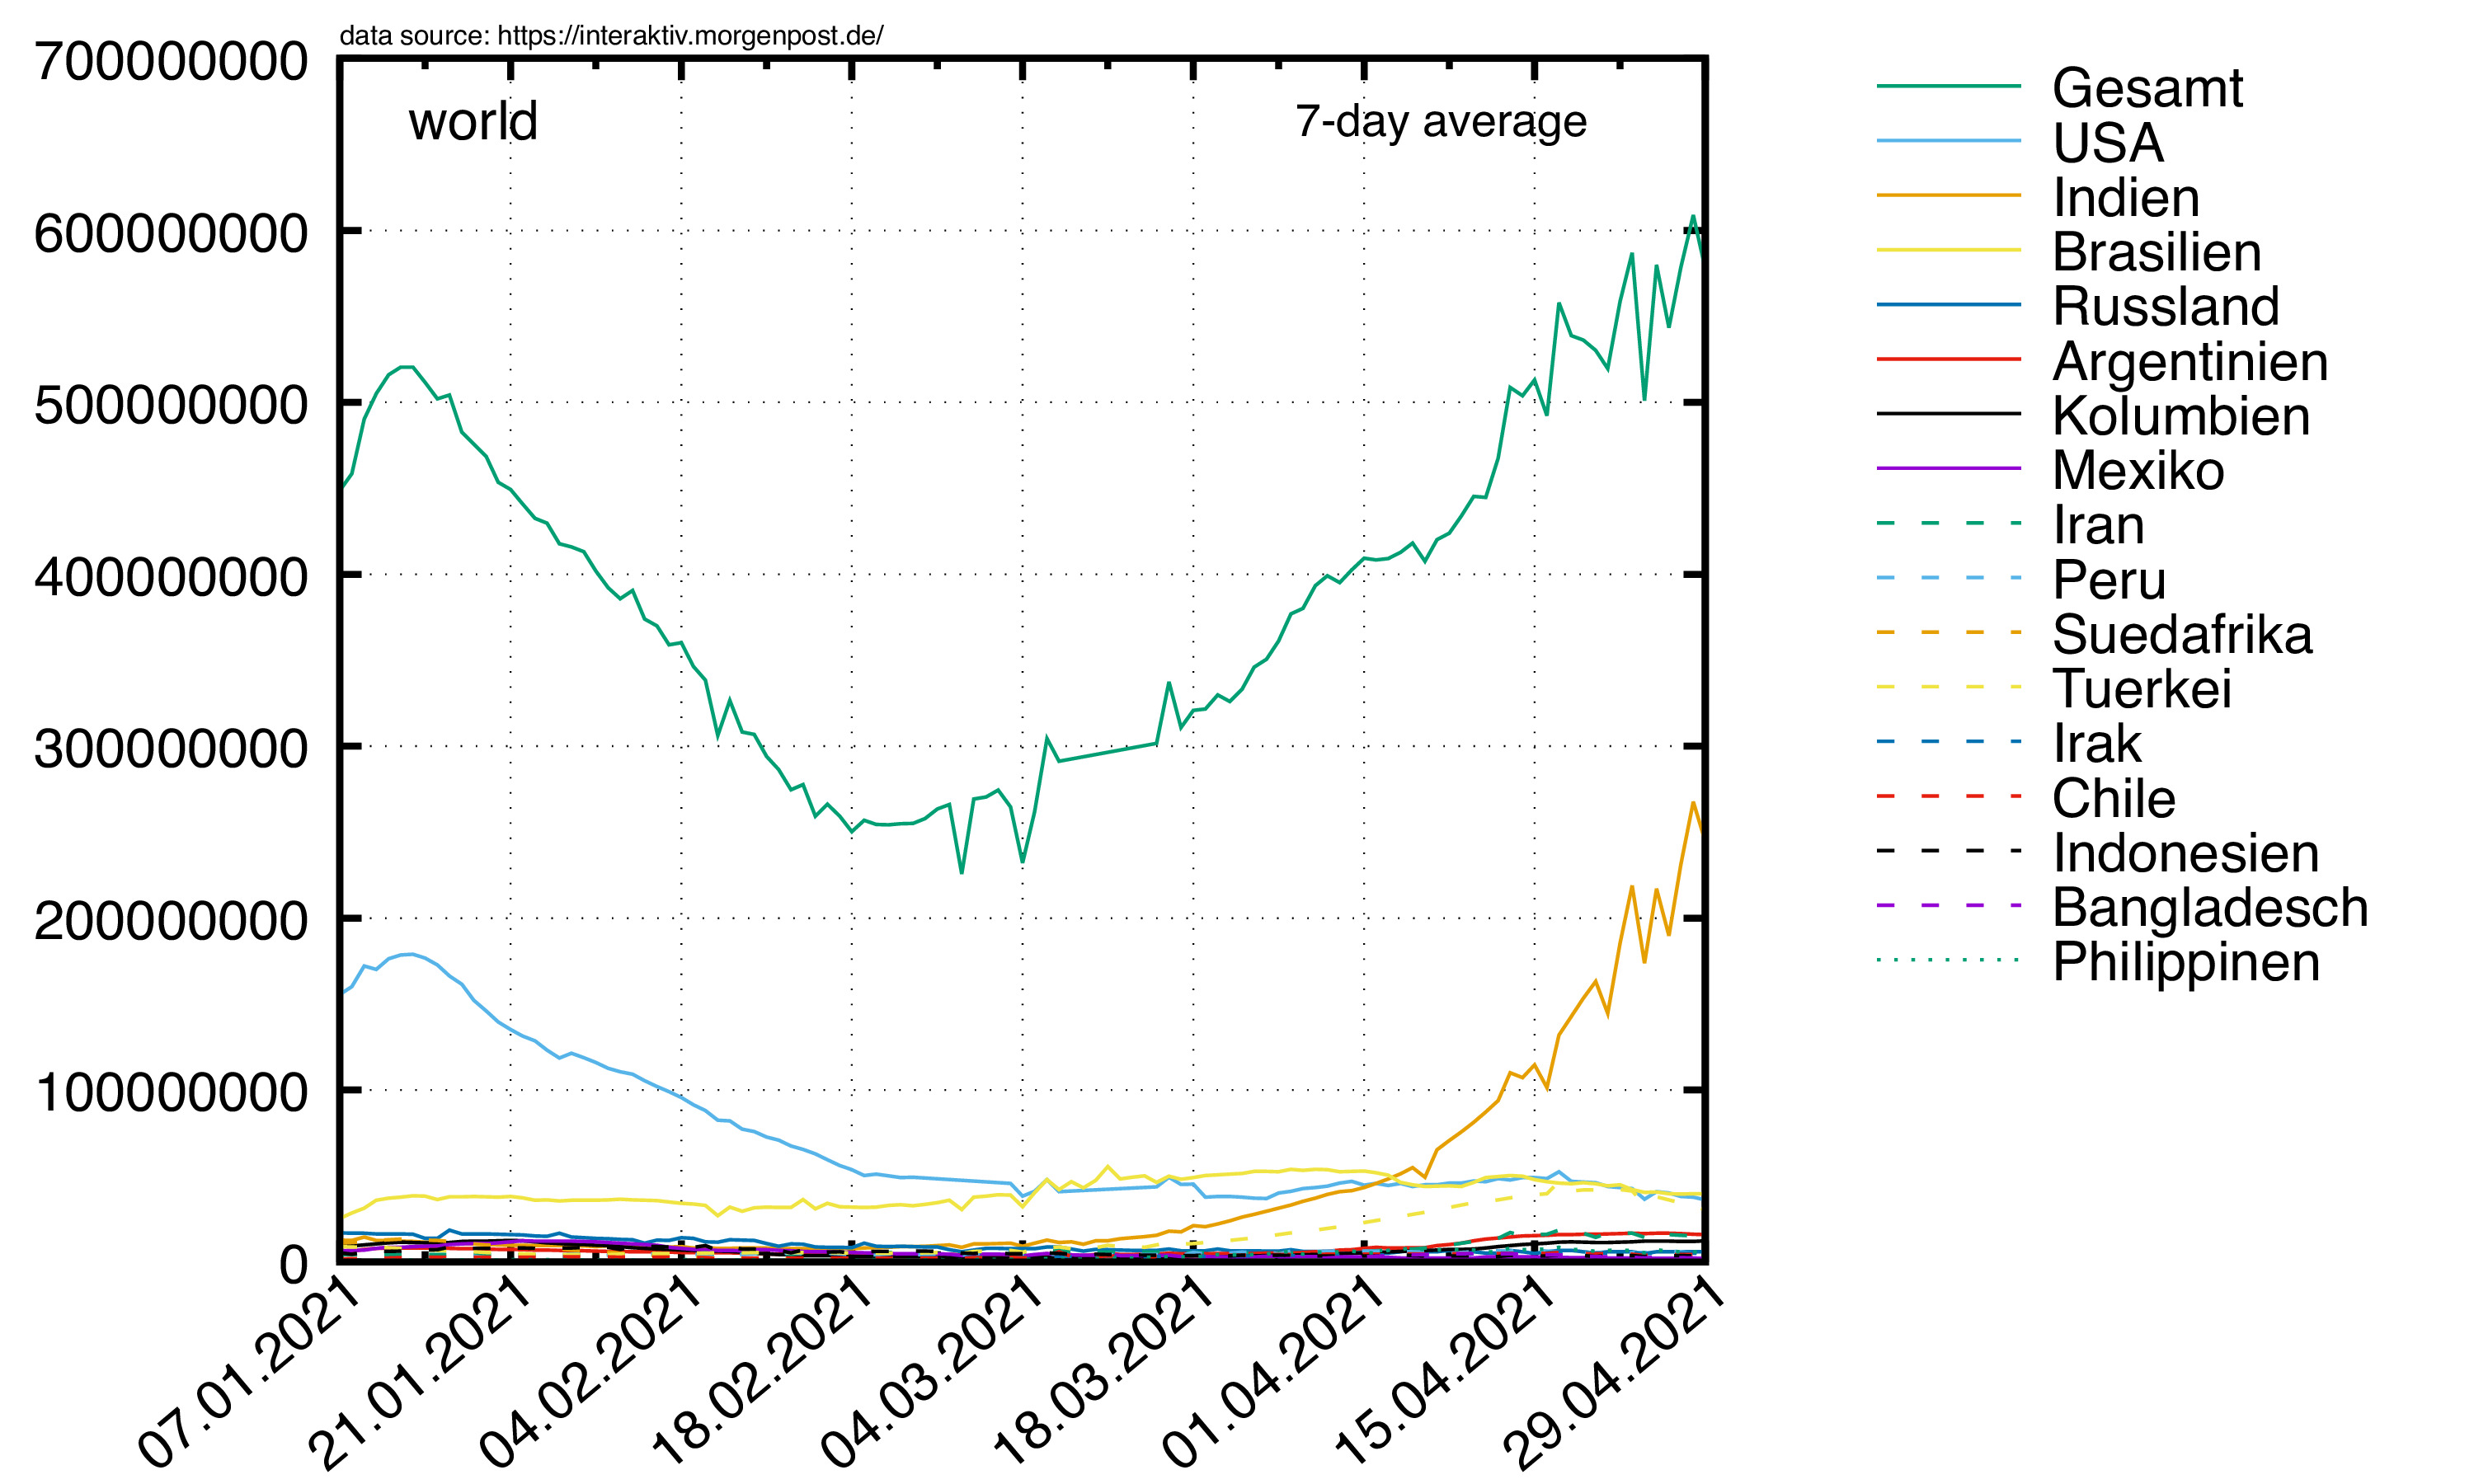 data source: https://interaktiv.morgenpost.de/
world
7-day average
700000000
600000000
500000000
400000000
300000000
200000000
100000000
0
07.01.2021
21.01.2021
04.02.2021
18.02.2021
04.03.2021
18.03.2021
01.04.2021
15.04.2021
29.04.2021
Gesamt
USA
Indien
Brasilien
Russland
Argentinien
Kolumbien
Mexiko
Iran
Peru
Suedafrika
Tuerkei
Irak
Chile
Indonesien
Bangladesch
Philippinen